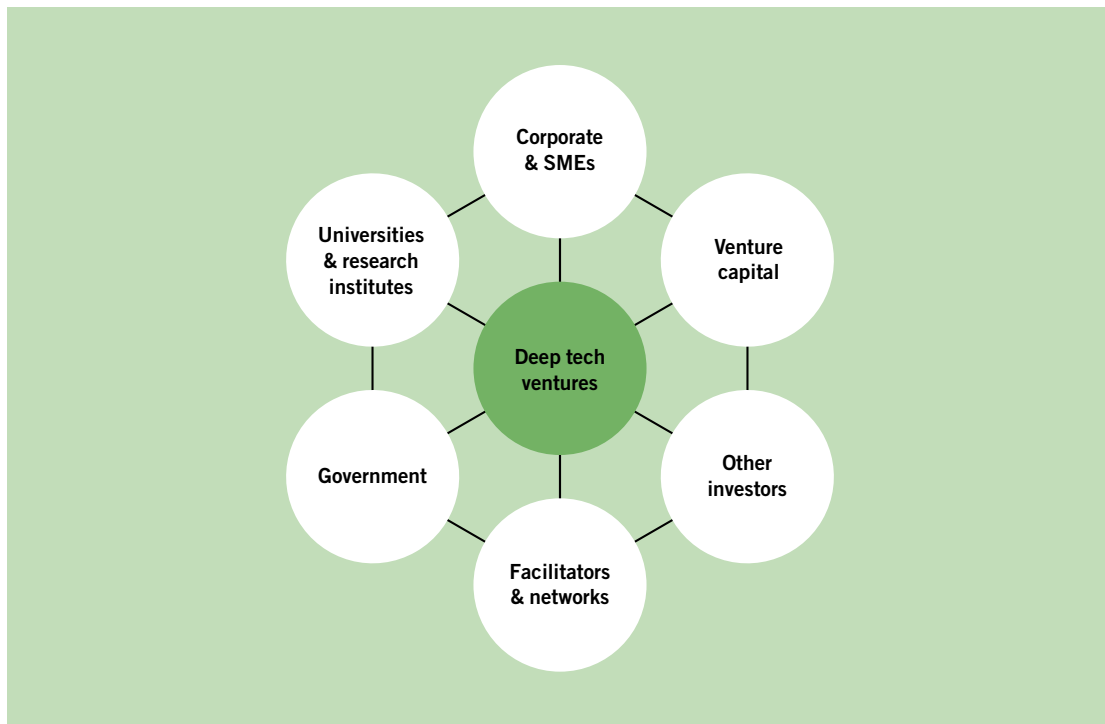 Corporate
& SMEs
Universities
& research
institutes
Venture
capital
Deep tech
ventures
Government
Other
investors
Facilitators
& networks